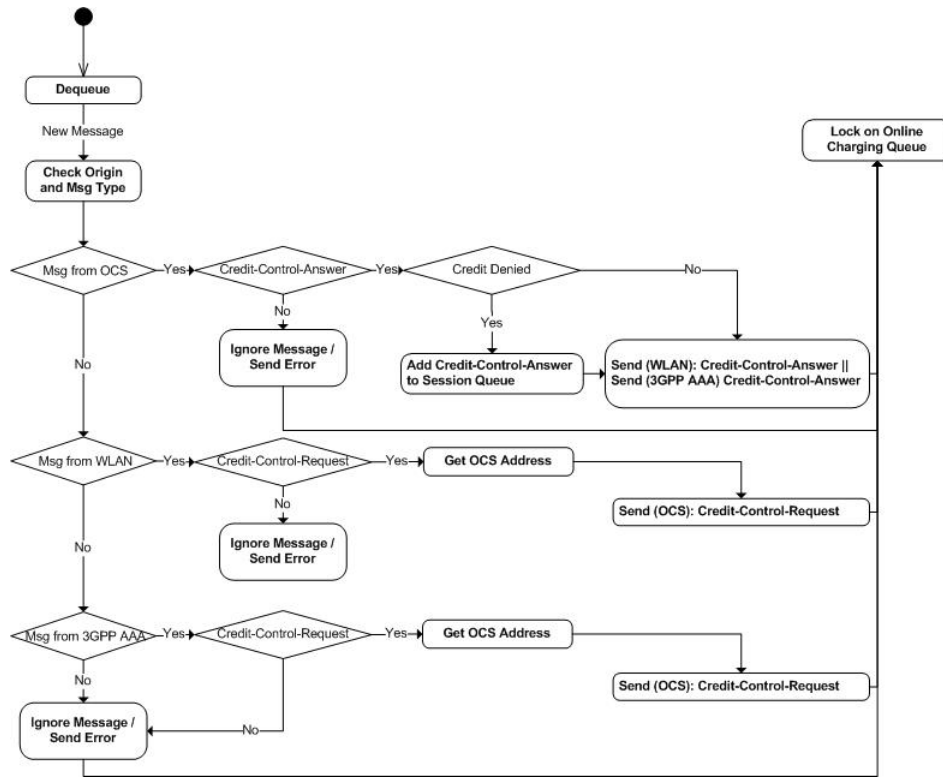 Dequeue
New Message
Lock on Online
Charging Queue
Check Origin
and Msg Type
Msg from OCS
Yes
Credit-Control-Answer
Yes
Credit Denied
No
No
Yes
No
Ignore Message /
Send Error
Add Credit-Control-Answer
to Session Queue
Send (WLAN): Credit-Control-Answer ||
Send (3GPP AAA) Credit-Control-Answer
Msg from WLAN
Yes
Credit-Control-Request
Yes
Get OCS Address
No
Send (OCS): Credit-Control-Request
No
Ignore Message /
Send Error
Msg from 3GPP AAA
Yes
Credit-Control-Request
Yes
Get OCS Address
No
Send (OCS): Credit-Control-Request
Ignore Message /
Send Error
No